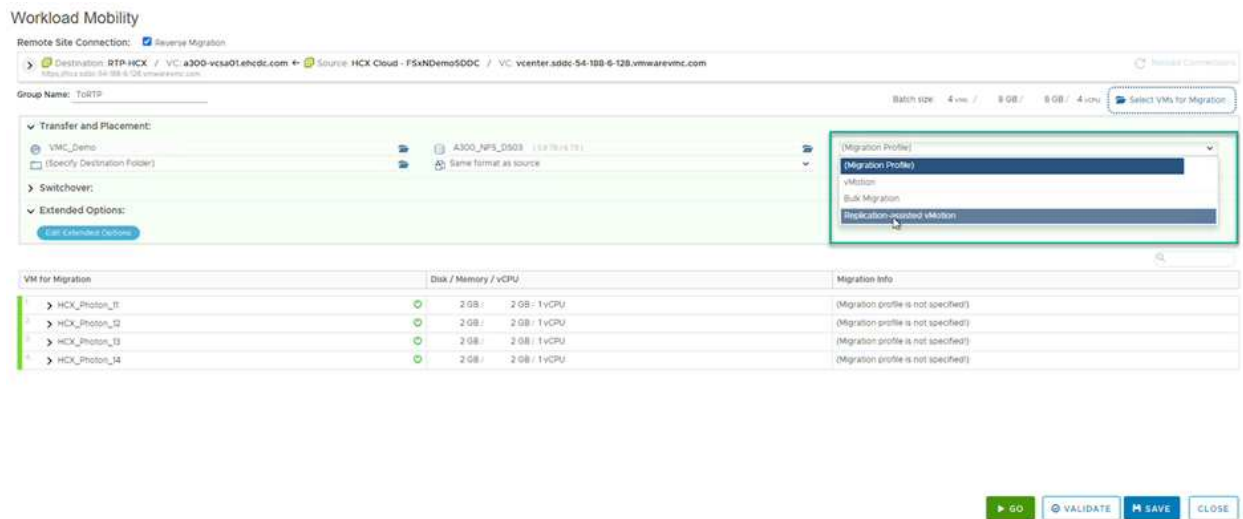 Workload Mobility
Remote Site Connection: Reverse Migration
Destination: RTP-HCX / VC: a300-vcsa01.ehcdc.com ← Source: HCX Cloud - FSxNDemoSDDC / VC: vcenter.sddc-54-188-6-128.vmwarevmc.com
Group Name: ToRTP
Batch size: 4 VMs / 8 GB / 8 GB / 4 vCPU Select VMs for Migration
Transfer and Placement:
VMC_Demo A300_NFS_DS03 (Migration Profile)
(Specify Destination Folder) Same format as source (Migration Profile)
vMotion
Switchover:
Bulk Migration
Extended Options: Replication-assisted vMotion
Edit Extended Options
VM for Migration Disk / Memory / vCPU Migration Info
1 HCX_Photon_11 2 GB / 2 GB / 1 vCPU (Migration profile is not specified!)
2 HCX_Photon_12 2 GB / 2 GB / 1 vCPU (Migration profile is not specified!)
3 HCX_Photon_13 2 GB / 2 GB / 1 vCPU (Migration profile is not specified!)
4 HCX_Photon_14 2 GB / 2 GB / 1 vCPU (Migration profile is not specified!)
GO VALIDATE SAVE CLOSE